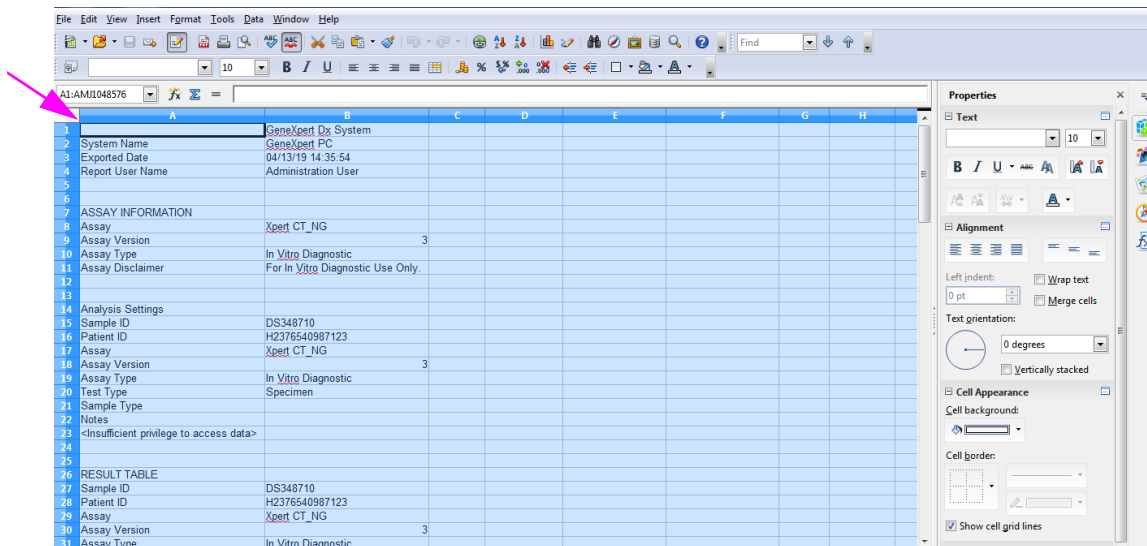 File Edit View Insert Format Tools Data Window Help
Find
10 B I U
A1:AMJ1048576 fx Σ =
Properties
Text
10
B I U
Alignment
Left indent: Wrap text
0 pt Merge cells
Text orientation:
0 degrees
Vertically stacked
Cell Appearance
Cell background:
Cell border:
Show cell grid lines
A B C D E F G H
1 GeneXpert Dx System
2 System Name GeneXpert PC
3 Exported Date 04/13/19 14:35:54
4 Report User Name Administration User
5
6
7 ASSAY INFORMATION
8 Assay Xpert CT_NG
9 Assay Version 3
10 Assay Type In Vitro Diagnostic
11 Assay Disclaimer For In Vitro Diagnostic Use Only.
12
13
14 Analysis Settings
15 Sample ID DS348710
16 Patient ID H2376540987123
17 Assay Xpert CT_NG
18 Assay Version 3
19 Assay Type In Vitro Diagnostic
20 Test Type Specimen
21 Sample Type
22 Notes
23 <Insufficient privilege to access data>
24
25
26 RESULT TABLE
27 Sample ID DS348710
28 Patient ID H2376540987123
29 Assay Xpert CT_NG
30 Assay Version 3
31 Assay Type In Vitro Diagnostic